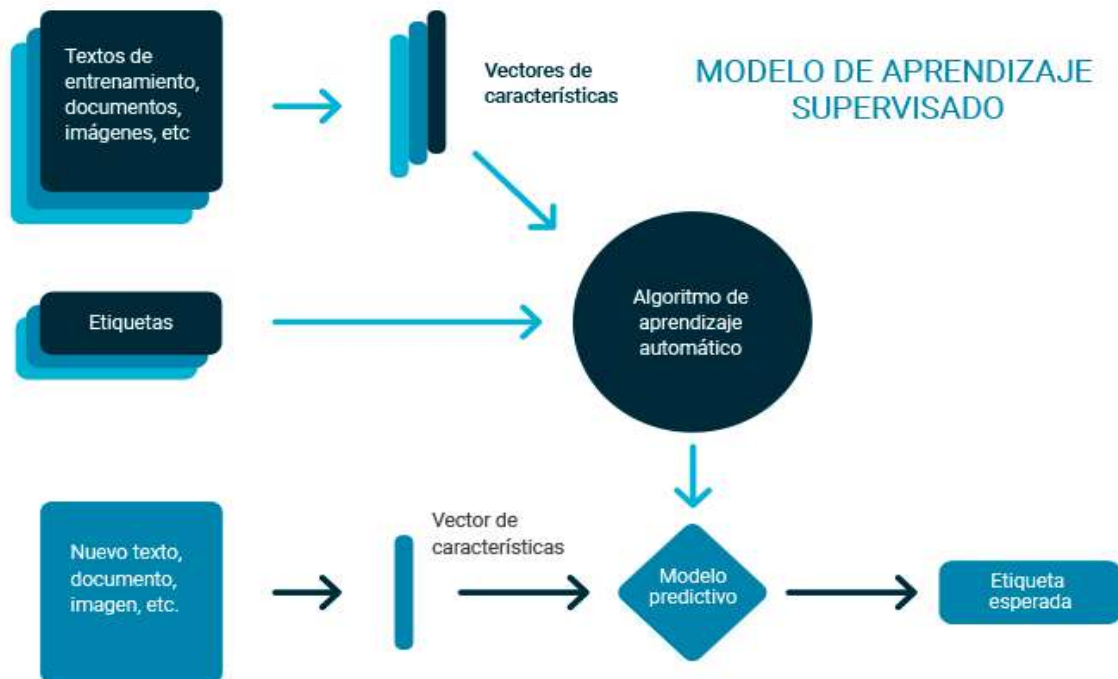 Textos de
entrenamiento,
documentos,
imágenes, etc
Vectores de
características
MODELO DE APRENDIZAJE
SUPERVISADO
Etiquetas
Algoritmo de
aprendizaje
automático
Nuevo texto,
documento,
imagen, etc.
Vector de
características
Modelo
predictivo
Etiqueta
esperada